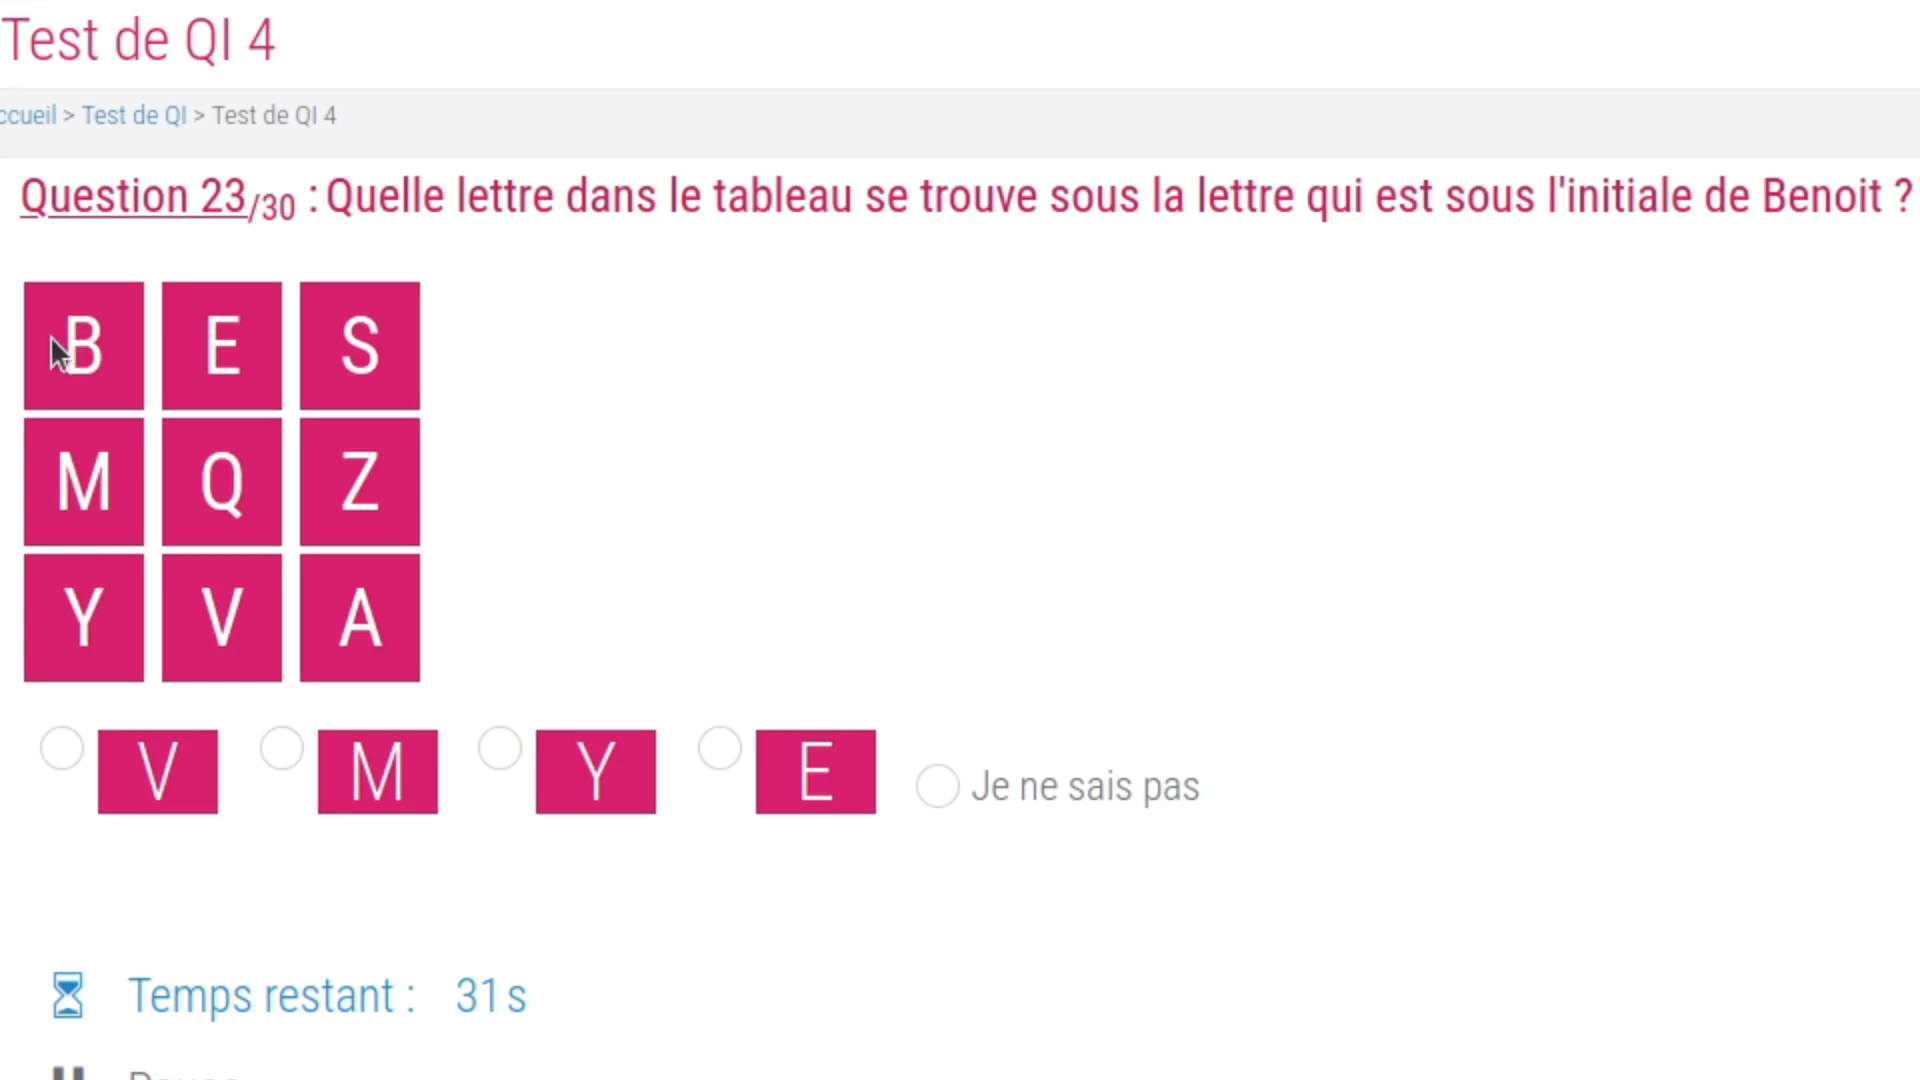 Test de QI 4
ccueil > Test de QI > Test de QI 4
Question 23/30 : Quelle lettre dans le tableau se trouve sous la lettre qui est sous l'initiale de Benoit ?
B E S
M Q Z
Y V A
V M Y E Je ne sais pas
Temps restant : 31 s